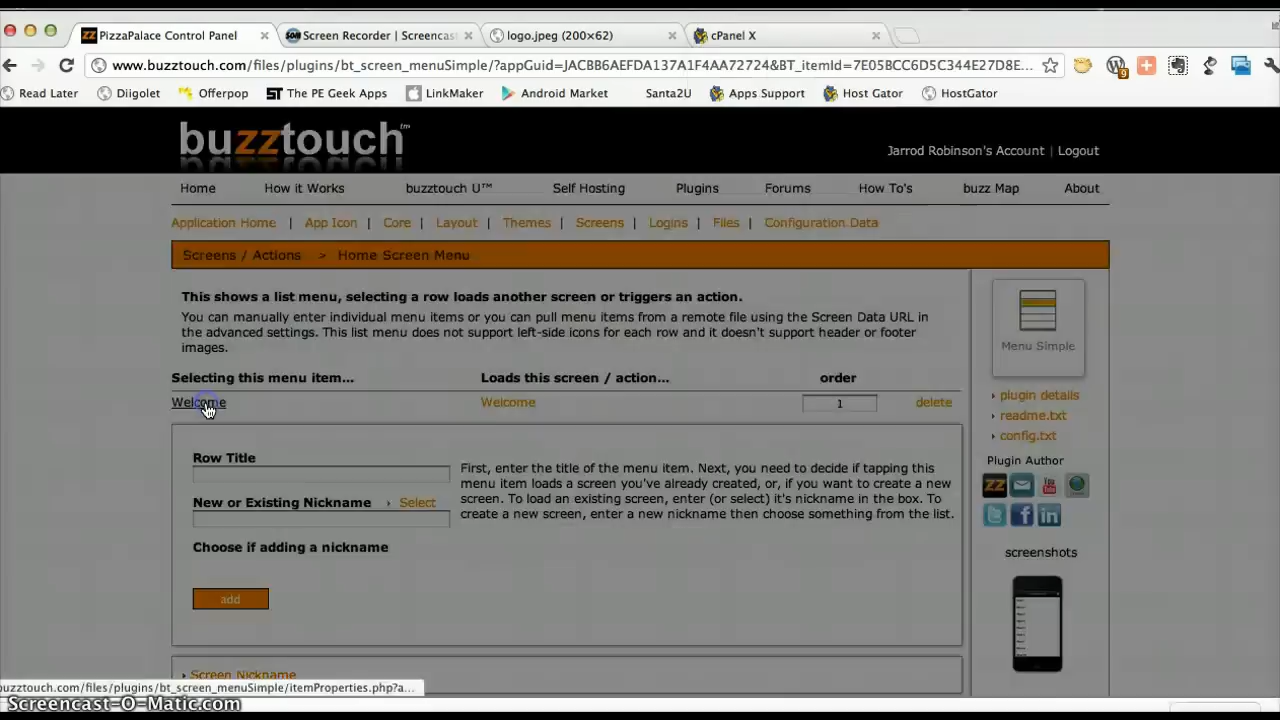 PizzaPalace Control Panel
Screen Recorder | Screencast
logo.jpeg (200×62)
cPanel X
www.buzztouch.com/files/plugins/bt_screen_menuSimple/?appGuid=JACBB6AEFDA137A1F4AA72724&BT_itemId=7E05BCC6D5C344E27D8E...
9
Read Later
Diigolet
Offerpop
The PE Geek Apps
LinkMaker
Android Market
Santa2U
Apps Support
Host Gator
HostGator
buzztouch™
Jarrod Robinson's Account | Logout
Home
How it Works
buzztouch U™
Self Hosting
Plugins
Forums
How To's
buzz Map
About
Application Home | App Icon | Core | Layout | Themes | Screens | Logins | Files | Configuration Data
Screens / Actions > Home Screen Menu
This shows a list menu, selecting a row loads another screen or triggers an action.
You can manually enter individual menu items or you can pull menu items from a remote file using the Screen Data URL in
the advanced settings. This list menu does not support left-side icons for each row and it doesn't support header or footer
images.
Menu Simple
Selecting this menu item...
Loads this screen / action...
order
Welcome
Welcome
1
delete
plugin details
readme.txt
config.txt
Plugin Author
Row Title
New or Existing Nickname
Select
Choose if adding a nickname
First, enter the title of the menu item. Next, you need to decide if tapping this
menu item loads a screen you've already created, or, if you want to create a new
screen. To load an existing screen, enter (or select) it's nickname in the box. To
create a new screen, enter a new nickname then choose something from the list.
add
screenshots
Screen Nickname
buzztouch.com/files/plugins/bt_screen_menuSimple/itemProperties.php?a...
Screencast-O-Matic.com